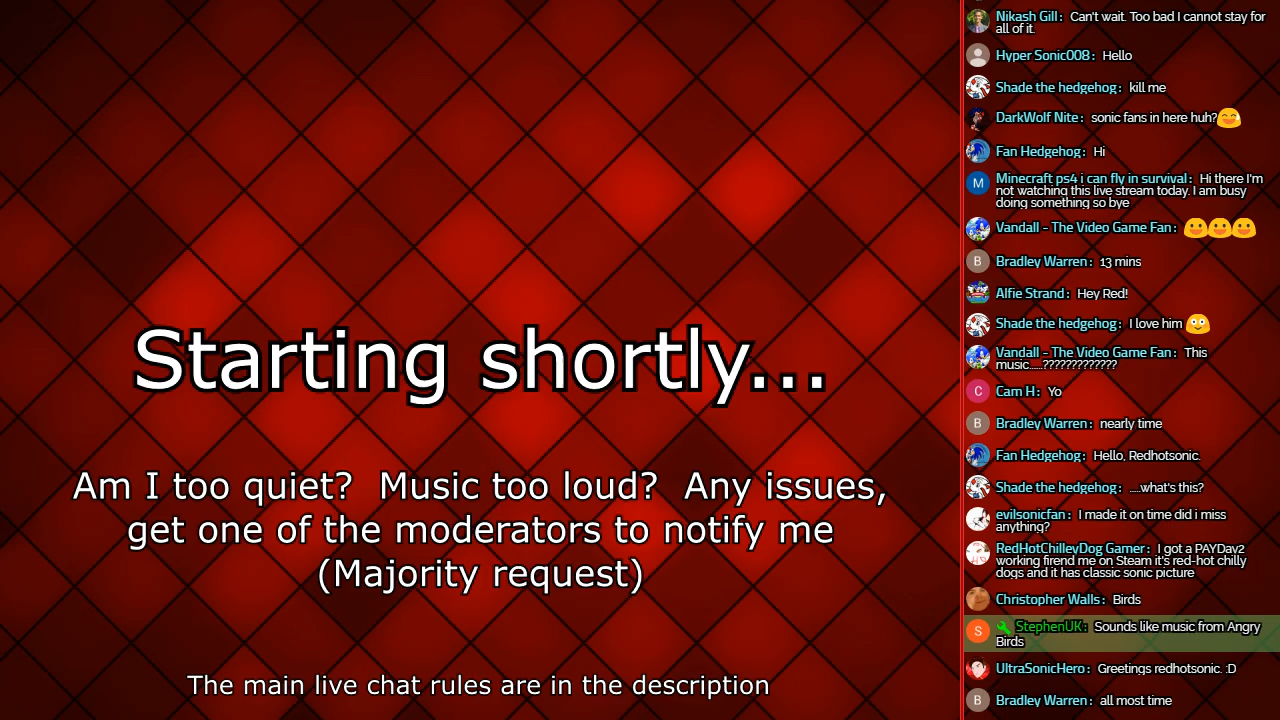 Starting shortly...
Am I too quiet?  Music too loud?  Any issues,
get one of the moderators to notify me
(Majority request)
The main live chat rules are in the description
Nikash Gill: Can't wait. Too bad I cannot stay for
all of it.
Hyper Sonic008: Hello
Shade the hedgehog: kill me
DarkWolf Nite: sonic fans in here huh?
Fan Hedgehog: Hi
M
Minecraft ps4 i can fly in survival: Hi there I'm
not watching this live stream today. I am busy
doing something so bye
Vandall - The Video Game Fan:
B
Bradley Warren: 13 mins
Alfie Strand: Hey Red!
Shade the hedgehog: I love him
Vandall - The Video Game Fan: This
music......?????????????
C
Cam H: Yo
B
Bradley Warren: nearly time
Fan Hedgehog: Hello, Redhotsonic.
Shade the hedgehog: .....what's this?
evilsonicfan: I made it on time did i miss
anything?
RedHotChilleyDog Gamer: I got a PAYDay2
working firend me on Steam it's red-hot chilly
dogs and it has classic sonic picture
Christopher Walls: Birds
S
StephenUK: Sounds like music from Angry
Birds
UltraSonicHero: Greetings redhotsonic. :D
B
Bradley Warren: all most time